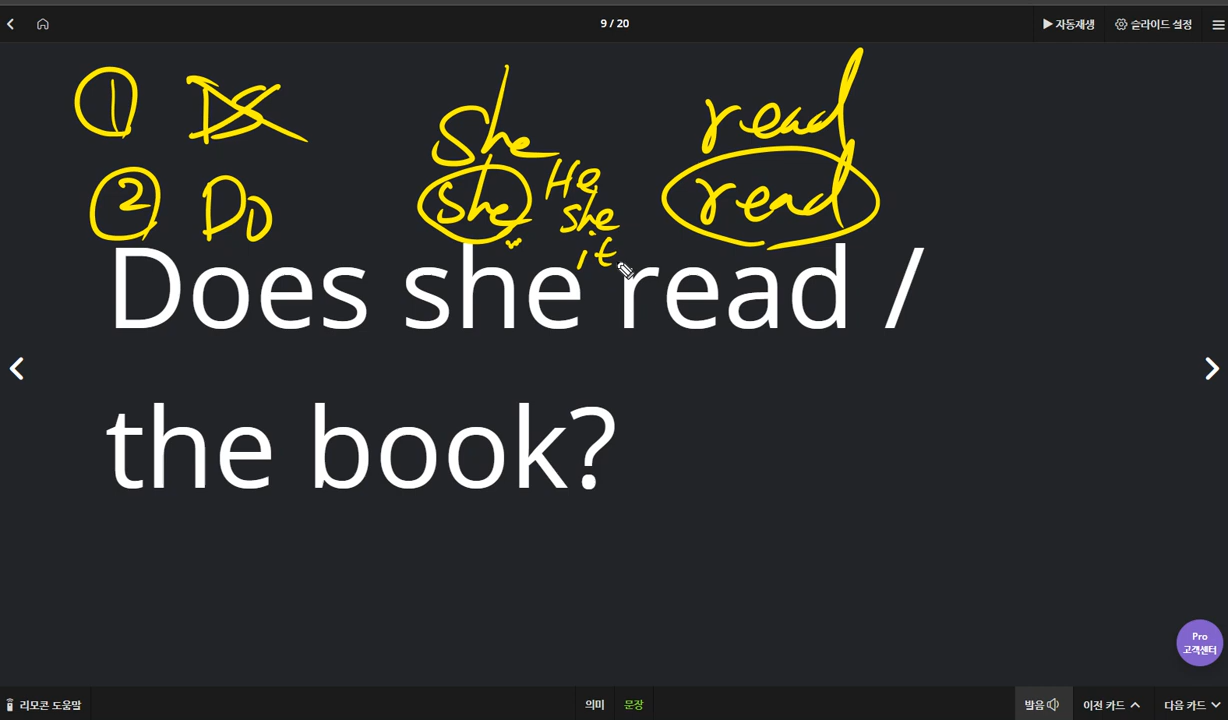 9 / 20
자동재생
슬라이드 설정
① she read
② DD she read
He
she
it
Does she read /
the book?
Pro
고객센터
리모콘 도움말
의미
문장
발음
이전 카드
다음 카드